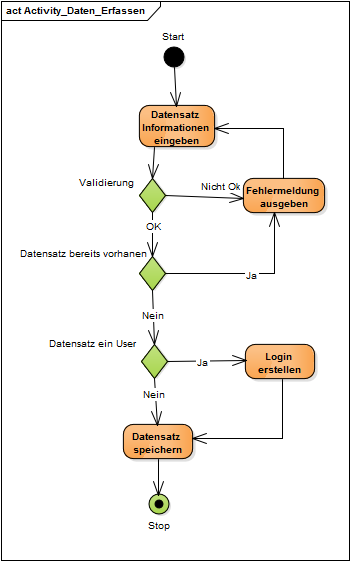 act Activity_Daten_Erfassen
Start
Datensatz
Informationen
eingeben
Validierung
Nicht Ok
Fehlermeldung
ausgeben
OK
Datensatz bereits vorhanen
Ja
Nein
Datensatz ein User
Ja
Login
erstellen
Nein
Datensatz
speichern
Stop